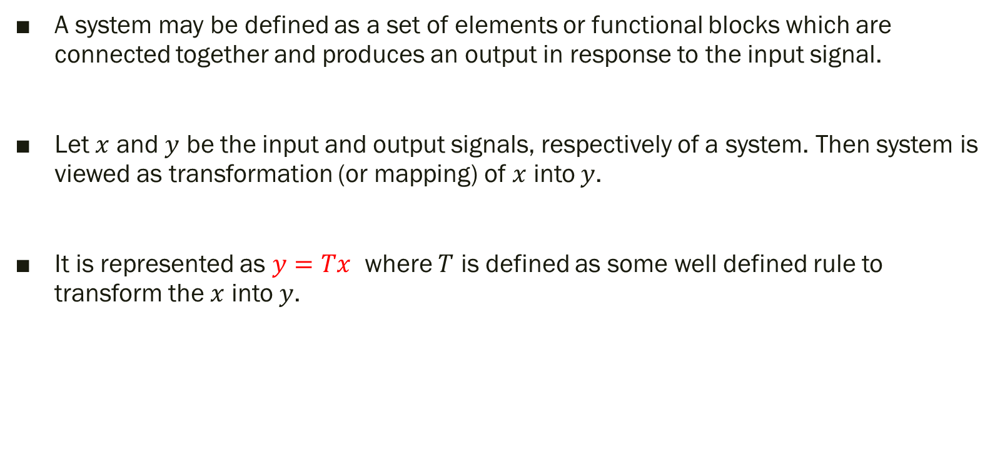 ■ A system may be defined as a set of elements or functional blocks which are
connected together and produces an output in response to the input signal.
■ Let x and y be the input and output signals, respectively of a system. Then system is
viewed as transformation (or mapping) of x into y.
■ It is represented as y = Tx where T is defined as some well defined rule to
transform the x into y.